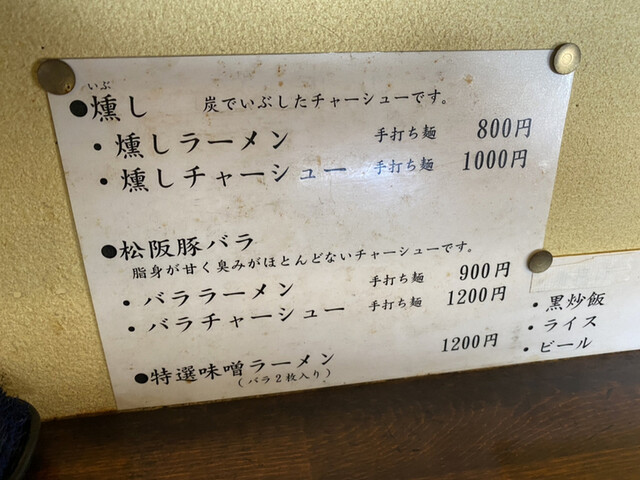 いぶ
●燻し 炭でいぶしたチャーシューです。
・燻しラーメン 手打ち麺 800円
・燻しチャーシュー 手打ち麺 1000円
●松阪豚バラ
脂身が甘く臭みがほとんどないチャーシューです。
・バララーメン 手打ち麺 900円
・バラチャーシュー 手打ち麺 1200円
●特選味噌ラーメン 1200円
(バラ2枚入り)
・黒炒飯
・ライス
・ビール